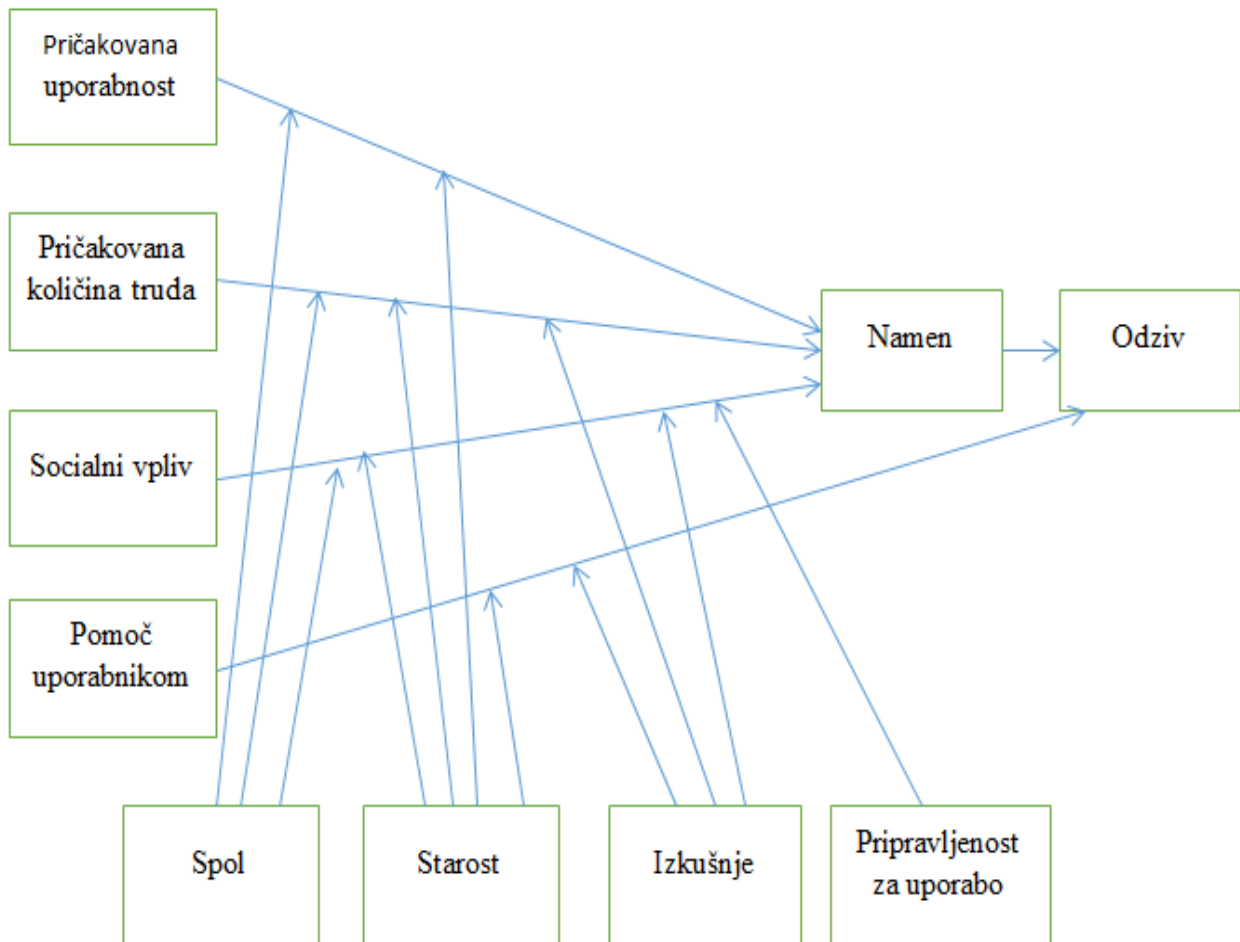 Pričakovana
uporabnost
Pričakovana
količina truda
Socialni vpliv
Pomoč
uporabnikom
Namen
Odziv
Spol
Starost
Izkušnje
Pripravljenost
za uporabo